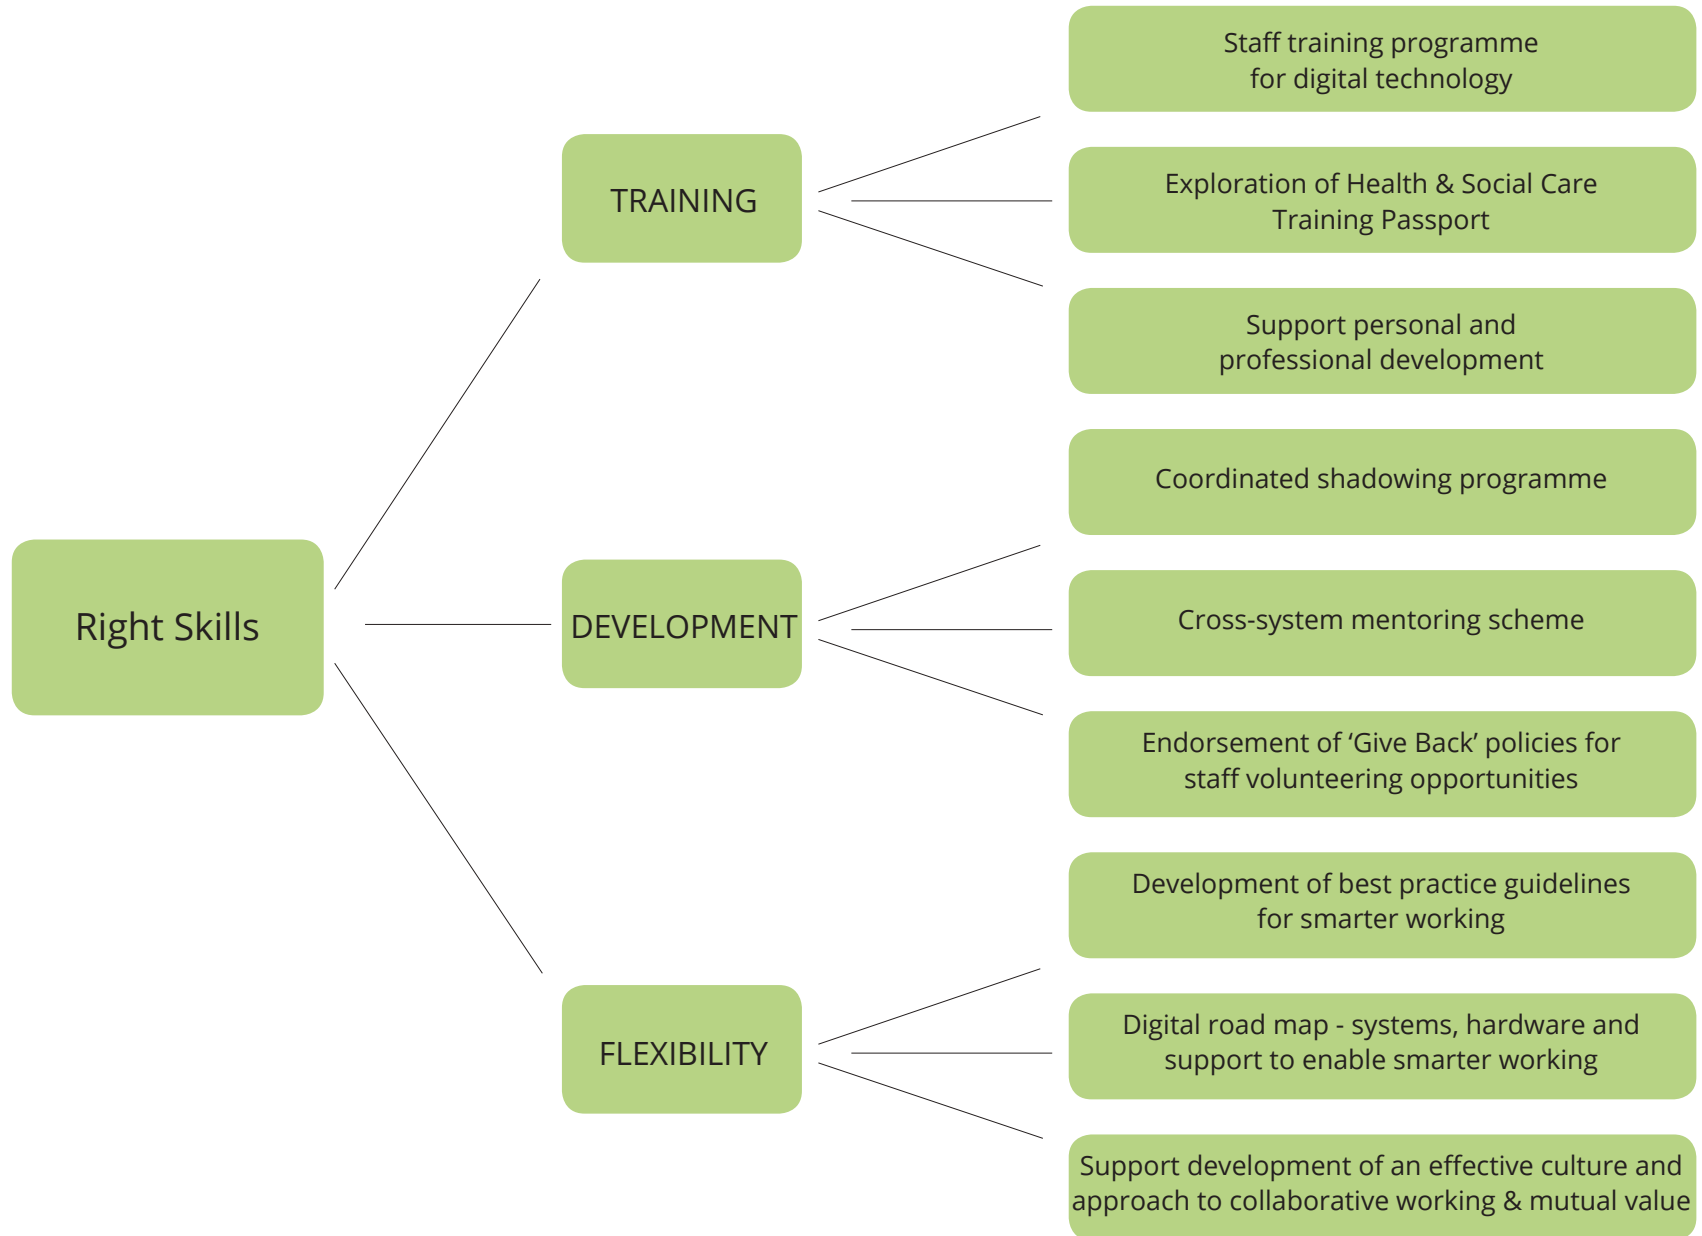 Right Skills
TRAINING
Staff training programme
for digital technology
Exploration of Health & Social Care
Training Passport
Support personal and
professional development
DEVELOPMENT
Coordinated shadowing programme
Cross-system mentoring scheme
Endorsement of ‘Give Back’ policies for
staff volunteering opportunities
FLEXIBILITY
Development of best practice guidelines
for smarter working
Digital road map - systems, hardware and
support to enable smarter working
Support development of an effective culture and
approach to collaborative working & mutual value